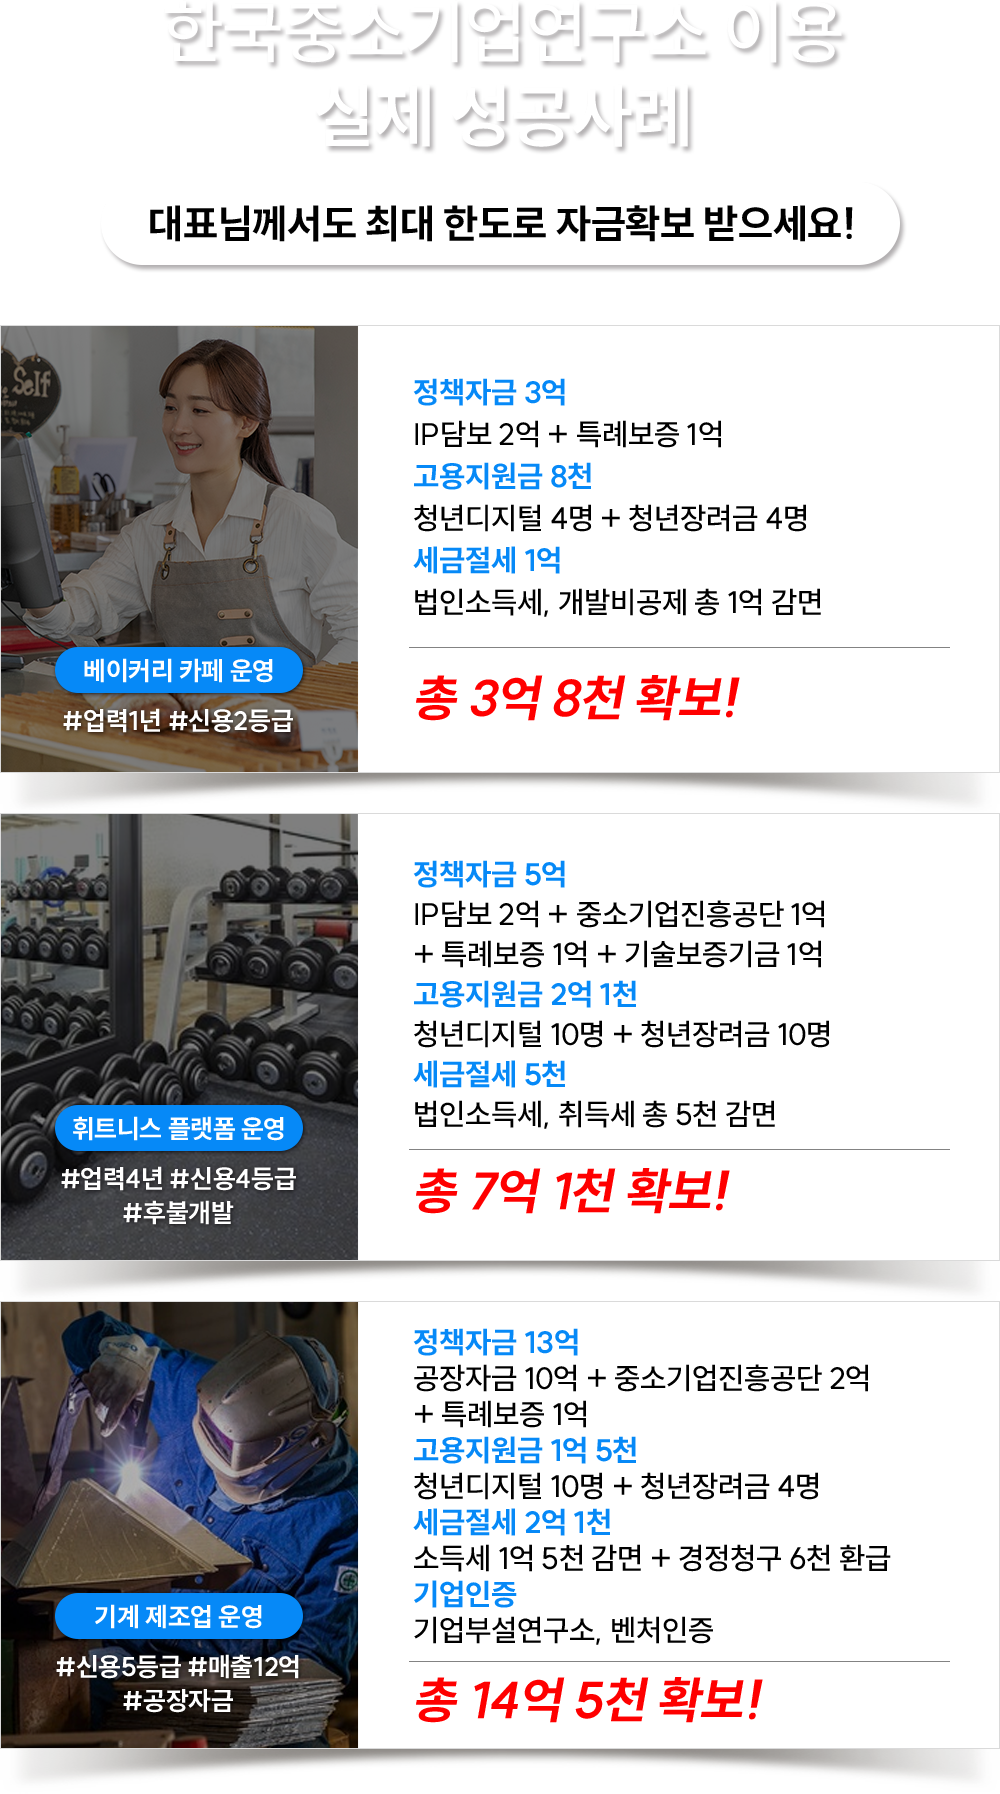 한국중소기업연구소 이용
실제 성공사례
대표님께서도 최대 한도로 자금확보 받으세요!
Self
베이커리 카페 운영
#업력1년 #신용2등급
정책자금 3억
IP담보 2억 + 특례보증 1억
고용지원금 8천
청년디지털 4명 + 청년장려금 4명
세금절세 1억
법인소득세, 개발비공제 총 1억 감면
총 3억 8천 확보!
휘트니스 플랫폼 운영
#업력4년 #신용4등급
#후불개발
정책자금 5억
IP담보 2억 + 중소기업진흥공단 1억
+ 특례보증 1억 + 기술보증기금 1억
고용지원금 2억 1천
청년디지털 10명 + 청년장려금 10명
세금절세 5천
법인소득세, 취득세 총 5천 감면
총 7억 1천 확보!
기계 제조업 운영
#신용5등급 #매출12억
#공장자금
정책자금 13억
공장자금 10억 + 중소기업진흥공단 2억
+ 특례보증 1억
고용지원금 1억 5천
청년디지털 10명 + 청년장려금 4명
세금절세 2억 1천
소득세 1억 5천 감면 + 경정청구 6천 환급
기업인증
기업부설연구소, 벤처인증
총 14억 5천 확보!